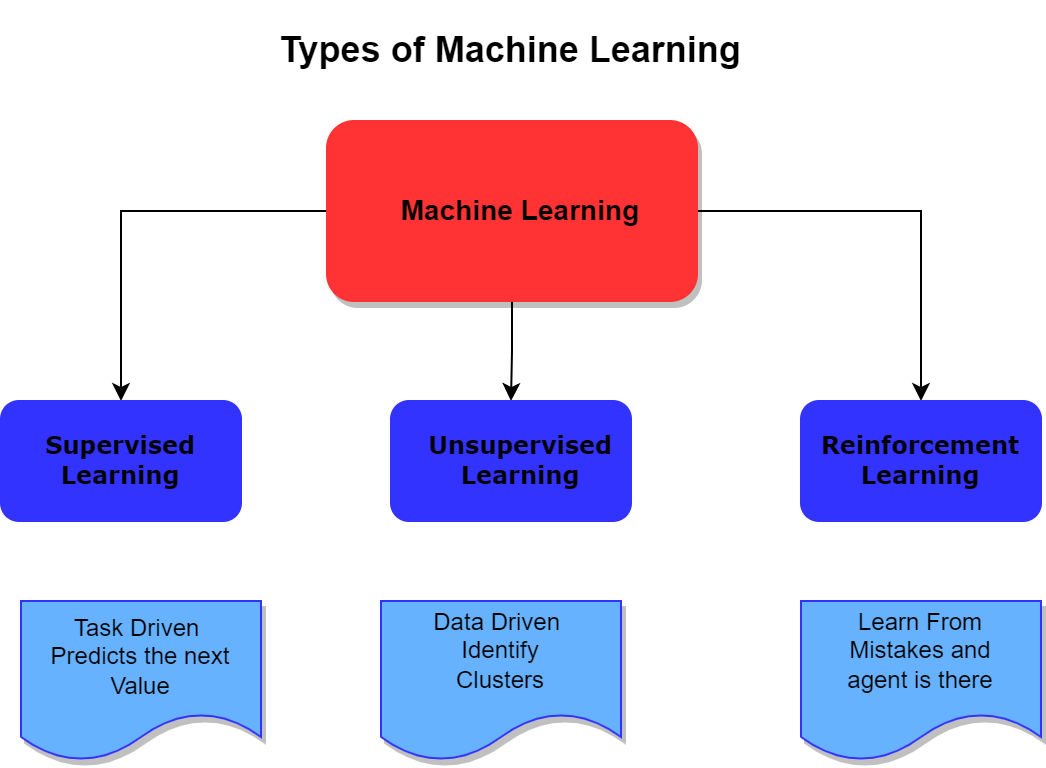 Types of Machine Learning
Machine Learning
Supervised
Learning
Unsupervised
Learning
Reinforcement
Learning
Task Driven
Predicts the next
Value
Data Driven
Identify
Clusters
Learn From
Mistakes and
agent is there